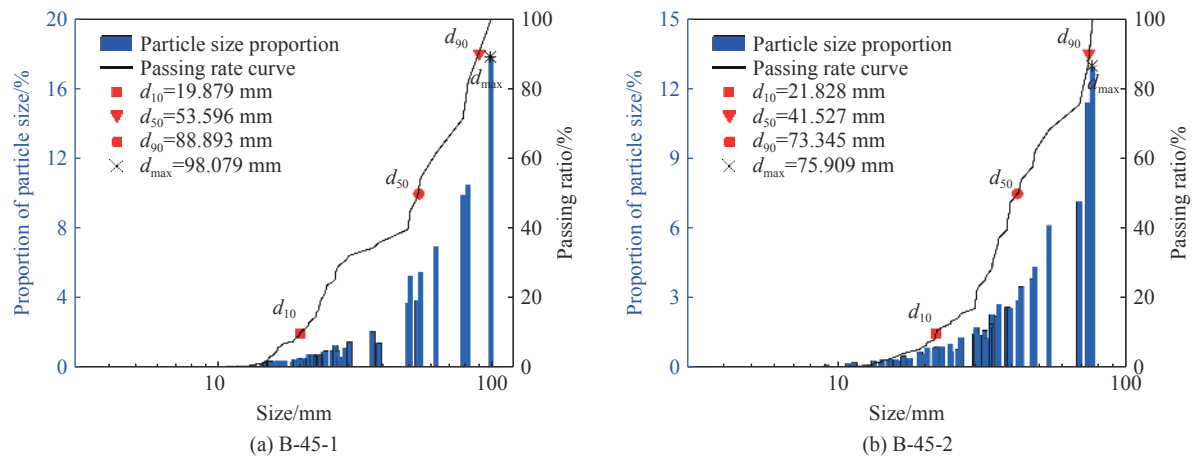 20
16
12
8
4
0
Proportion of particle size/%
Particle size proportion
Passing rate curve
d10=19.879 mm
d50=53.596 mm
d90=88.893 mm
dmax=98.079 mm
d90
dmax
d50
d10
100
80
60
40
20
0
Passing ratio/%
10
100
Size/mm
(a) B-45-1
15
12
9
6
3
0
Proportion of particle size/%
Particle size proportion
Passing rate curve
d10=21.828 mm
d50=41.527 mm
d90=73.345 mm
dmax=75.909 mm
d90
dmax
d50
d10
100
80
60
40
20
0
Passing ratio/%
10
100
Size/mm
(b) B-45-2